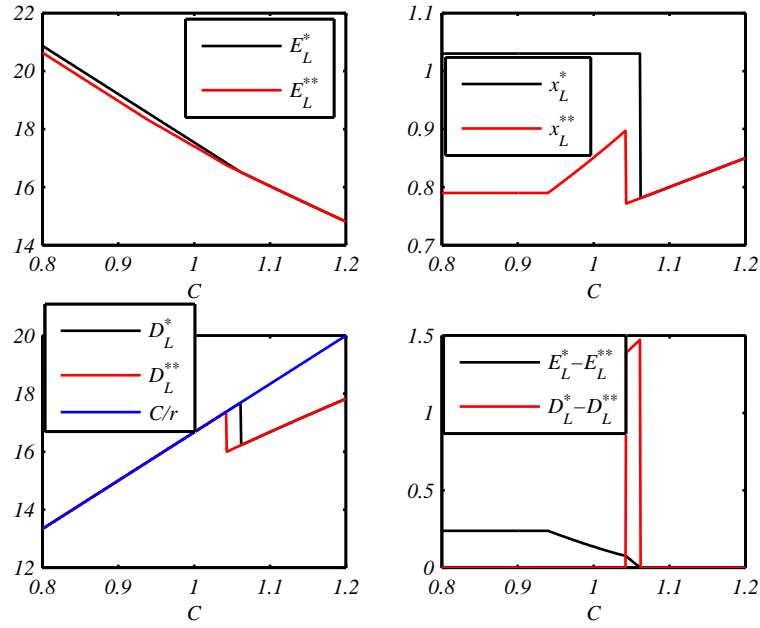 22
20
18
16
14
0.8 0.9 1 1.1 1.2
C
E*L
E**L
1.1
1
0.9
0.8
0.7
0.8 0.9 1 1.1 1.2
C
x*L
x**L
20
18
16
14
12
0.8 0.9 1 1.1 1.2
C
D*L
D**L
C/r
1.5
1
0.5
0
0.8 0.9 1 1.1 1.2
C
E*L–E**L
D*L–D**L